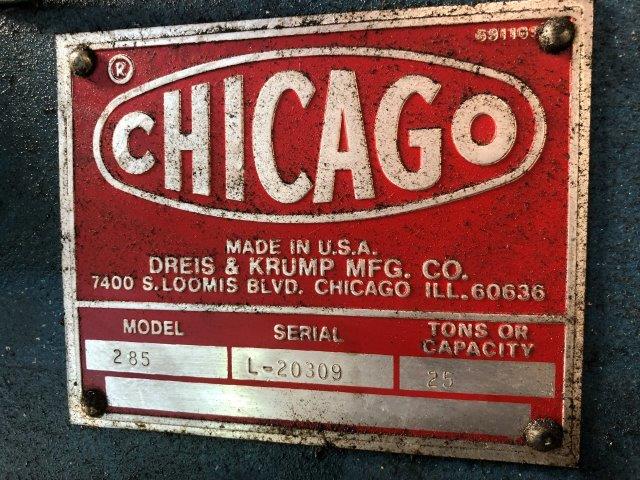 ®
CHICAGO
MADE IN U.S.A.
DREIS & KRUMP MFG. CO.
7400 S.LOOMIS BLVD. CHICAGO ILL.60636
MODEL SERIAL TONS OR CAPACITY
285 L-20309 25